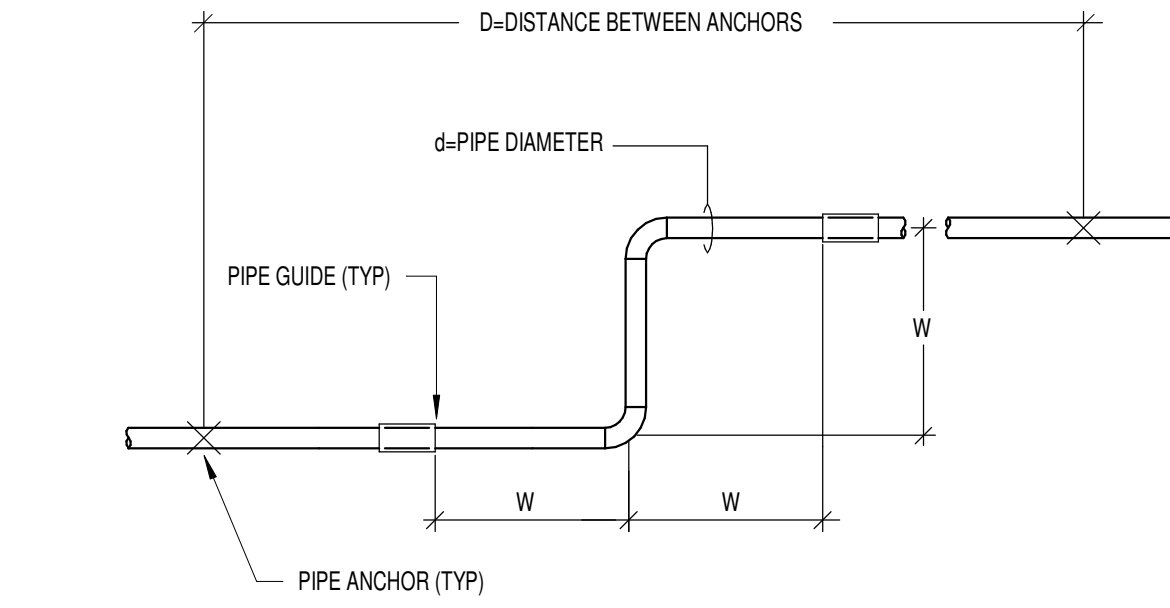 D=DISTANCE BETWEEN ANCHORS
d=PIPE DIAMETER
PIPE GUIDE (TYP)
W
W
W
PIPE ANCHOR (TYP)